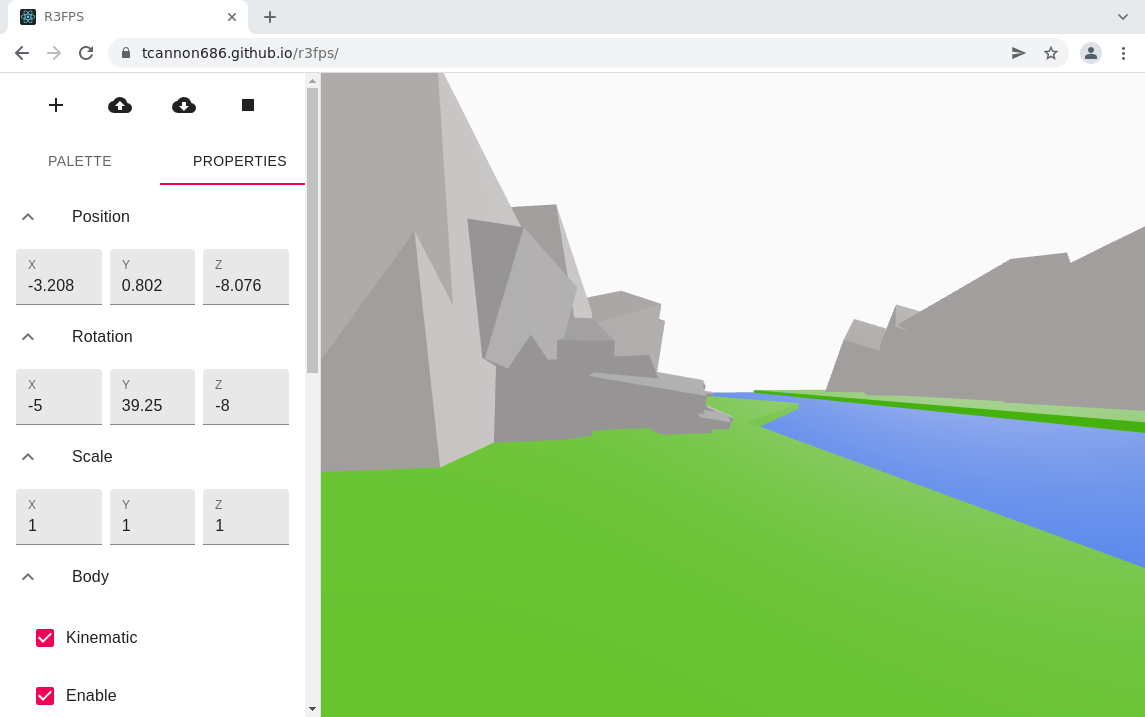 R3FPS
tcannon686.github.io/r3fps/
PALETTE PROPERTIES
Position
X Y Z
-3.208 0.802 -8.076
Rotation
X Y Z
-5 39.25 -8
Scale
X Y Z
1 1 1
Body
Kinematic
Enable